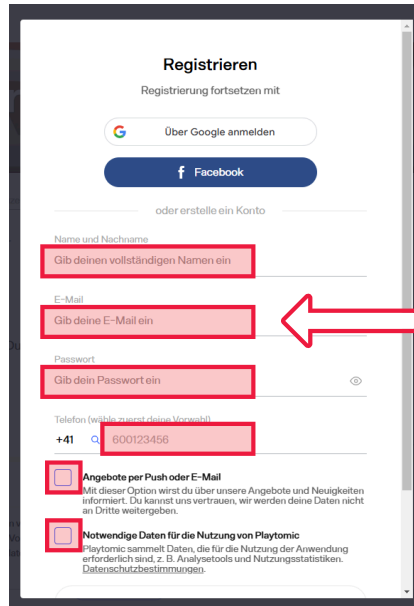 Registrieren
Registrierung fortsetzen mit
G Über Google anmelden
f Facebook
oder erstelle ein Konto
Name und Nachname
Gib deinen vollständigen Namen ein
E-Mail
Gib deine E-Mail ein
Passwort
Gib dein Passwort ein
Telefon (wähle zuerst deine Vorwahl)
+41 600123456
Angebote per Push oder E-Mail
Mit dieser Option wirst du über unsere Angebote und Neuigkeiten
informiert. Du kannst uns vertrauen, wir werden deine Daten nicht
an Dritte weitergeben.
Notwendige Daten für die Nutzung von Playtomic
Playtomic sammelt Daten, die für die Nutzung der Anwendung
erforderlich sind, z. B. Analysetools und Nutzungsstatistiken.
Datenschutzbestimmungen.